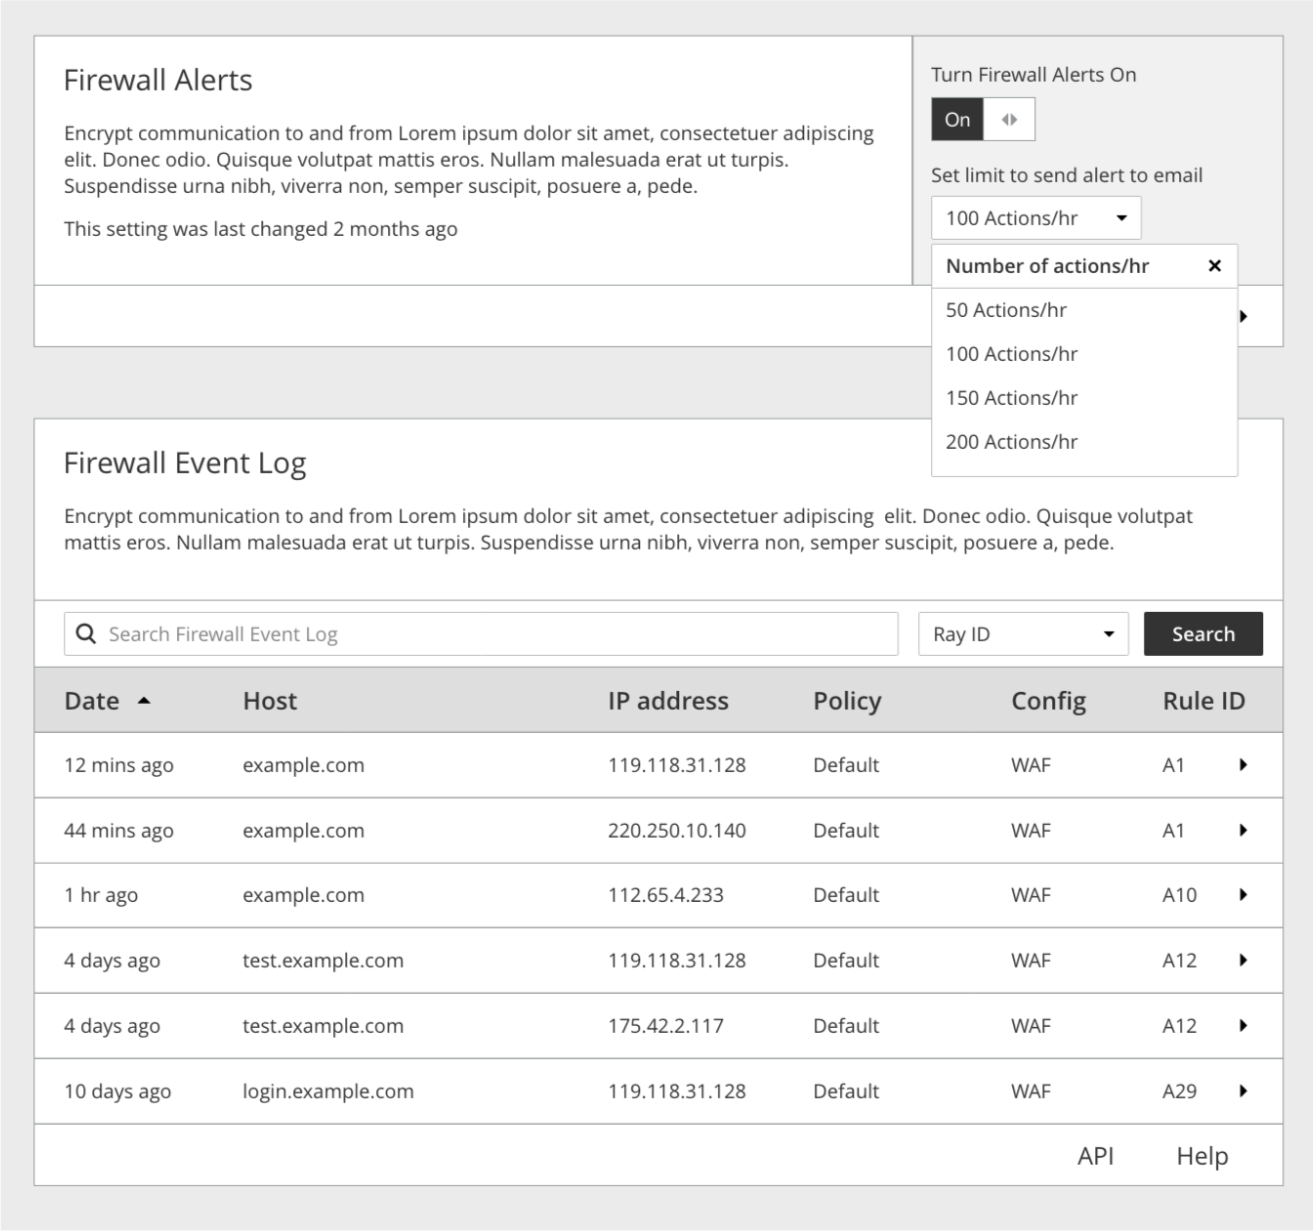 Firewall Alerts
Encrypt communication to and from Lorem ipsum dolor sit amet, consectetuer adipiscing
elit. Donec odio. Quisque volutpat mattis eros. Nullam malesuada erat ut turpis.
Suspendisse urna nibh, viverra non, semper suscipit, posuere a, pede.
This setting was last changed 2 months ago
Turn Firewall Alerts On
On
Set limit to send alert to email
100 Actions/hr
Number of actions/hr
50 Actions/hr
100 Actions/hr
150 Actions/hr
200 Actions/hr
Firewall Event Log
Encrypt communication to and from Lorem ipsum dolor sit amet, consectetuer adipiscing elit. Donec odio. Quisque volutpat
mattis eros. Nullam malesuada erat ut turpis. Suspendisse urna nibh, viverra non, semper suscipit, posuere a, pede.
Search Firewall Event Log Ray ID Search
Date Host IP address Policy Config Rule ID
12 mins ago example.com 119.118.31.128 Default WAF A1
44 mins ago example.com 220.250.10.140 Default WAF A1
1 hr ago example.com 112.65.4.233 Default WAF A10
4 days ago test.example.com 119.118.31.128 Default WAF A12
4 days ago test.example.com 175.42.2.117 Default WAF A12
10 days ago login.example.com 119.118.31.128 Default WAF A29
API Help